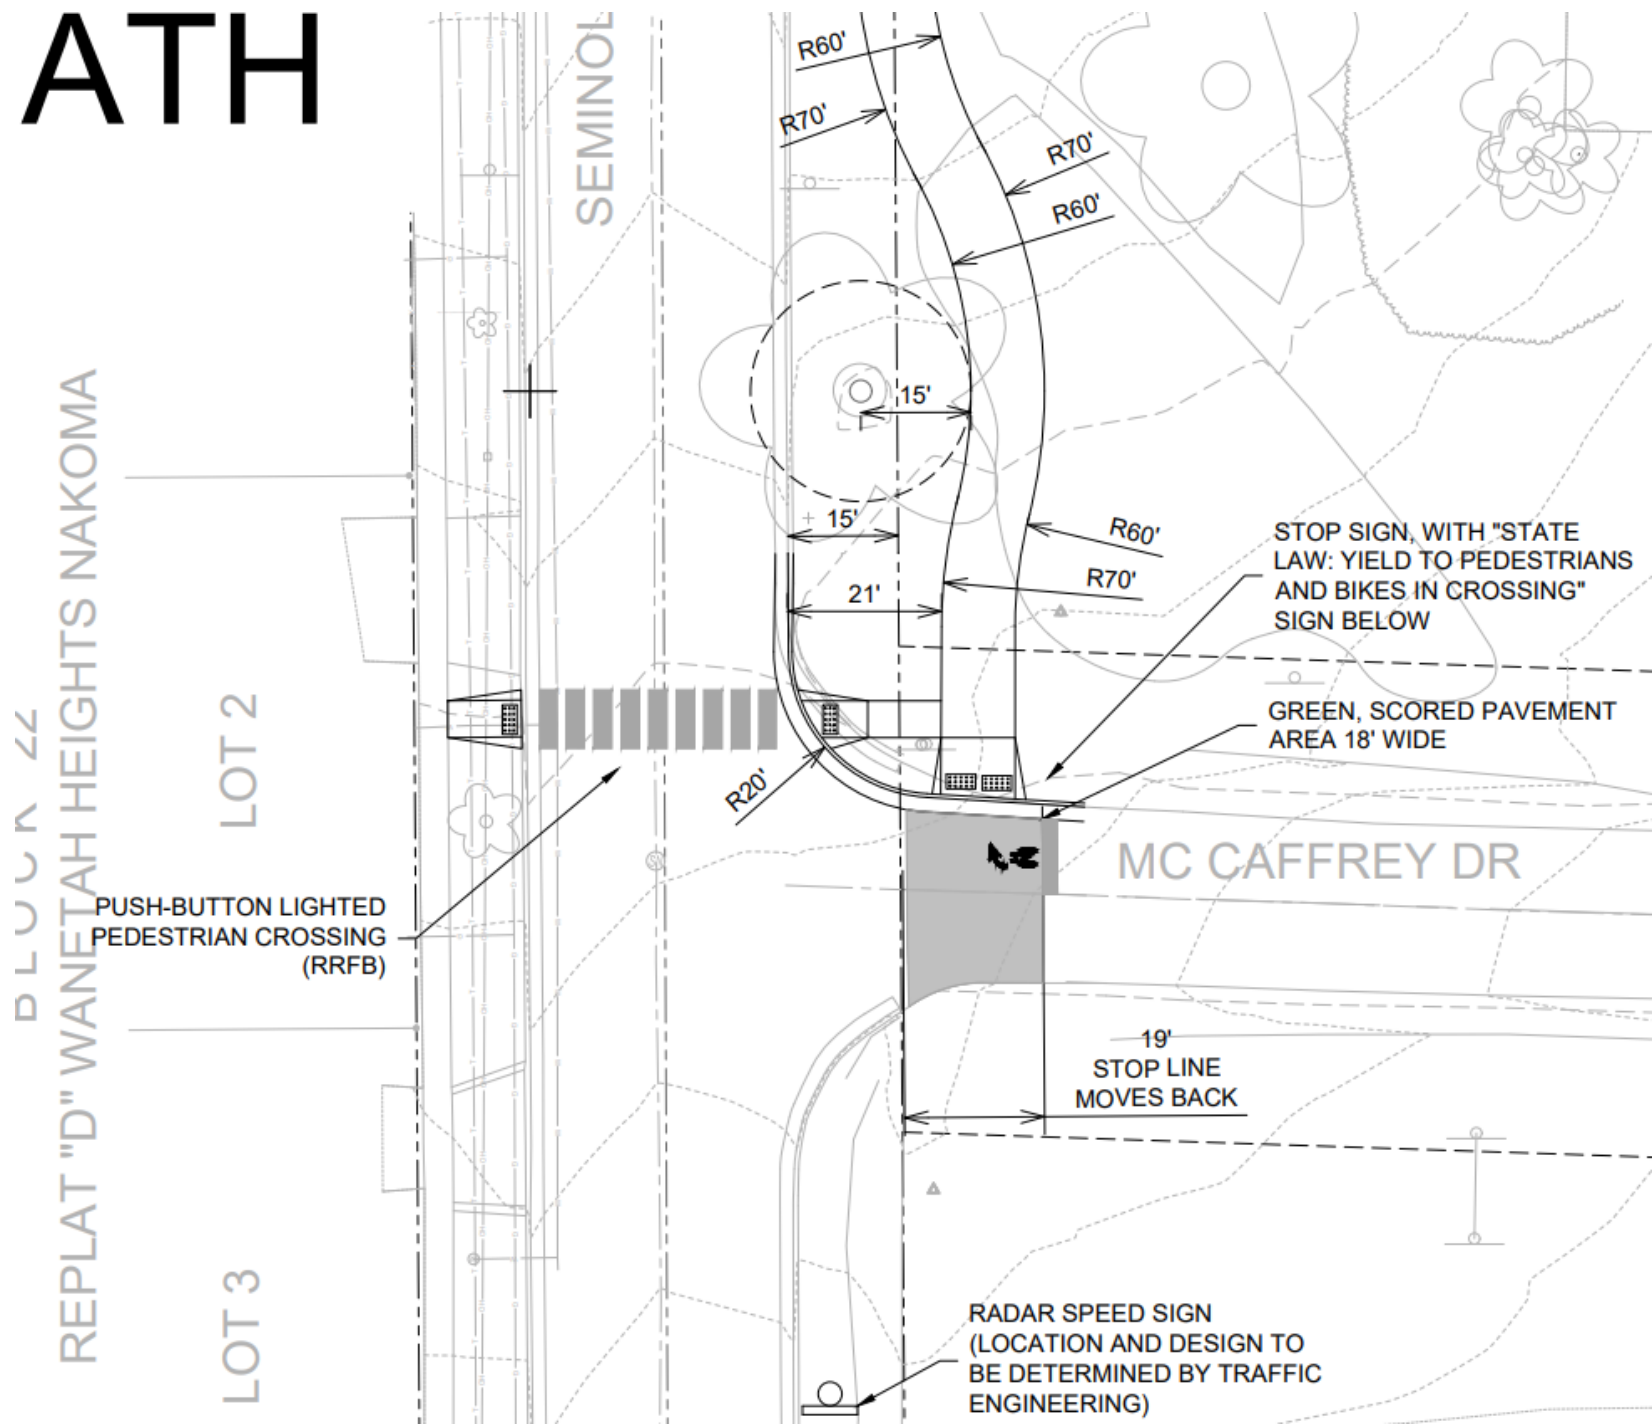 ATH
SEMINOL
R60'
R70'
R70'
R60'
15'
15'
21'
R60'
R70'
STOP SIGN, WITH "STATE
LAW: YIELD TO PEDESTRIANS
AND BIKES IN CROSSING"
SIGN BELOW
GREEN, SCORED PAVEMENT
AREA 18' WIDE
R20'
MC CAFFREY DR
BLOCK 22
REPLAT "D" WANETAH HEIGHTS NAKOMA
LOT 2
PUSH-BUTTON LIGHTED
PEDESTRIAN CROSSING
(RRFB)
19'
STOP LINE
MOVES BACK
LOT 3
RADAR SPEED SIGN
(LOCATION AND DESIGN TO
BE DETERMINED BY TRAFFIC
ENGINEERING)